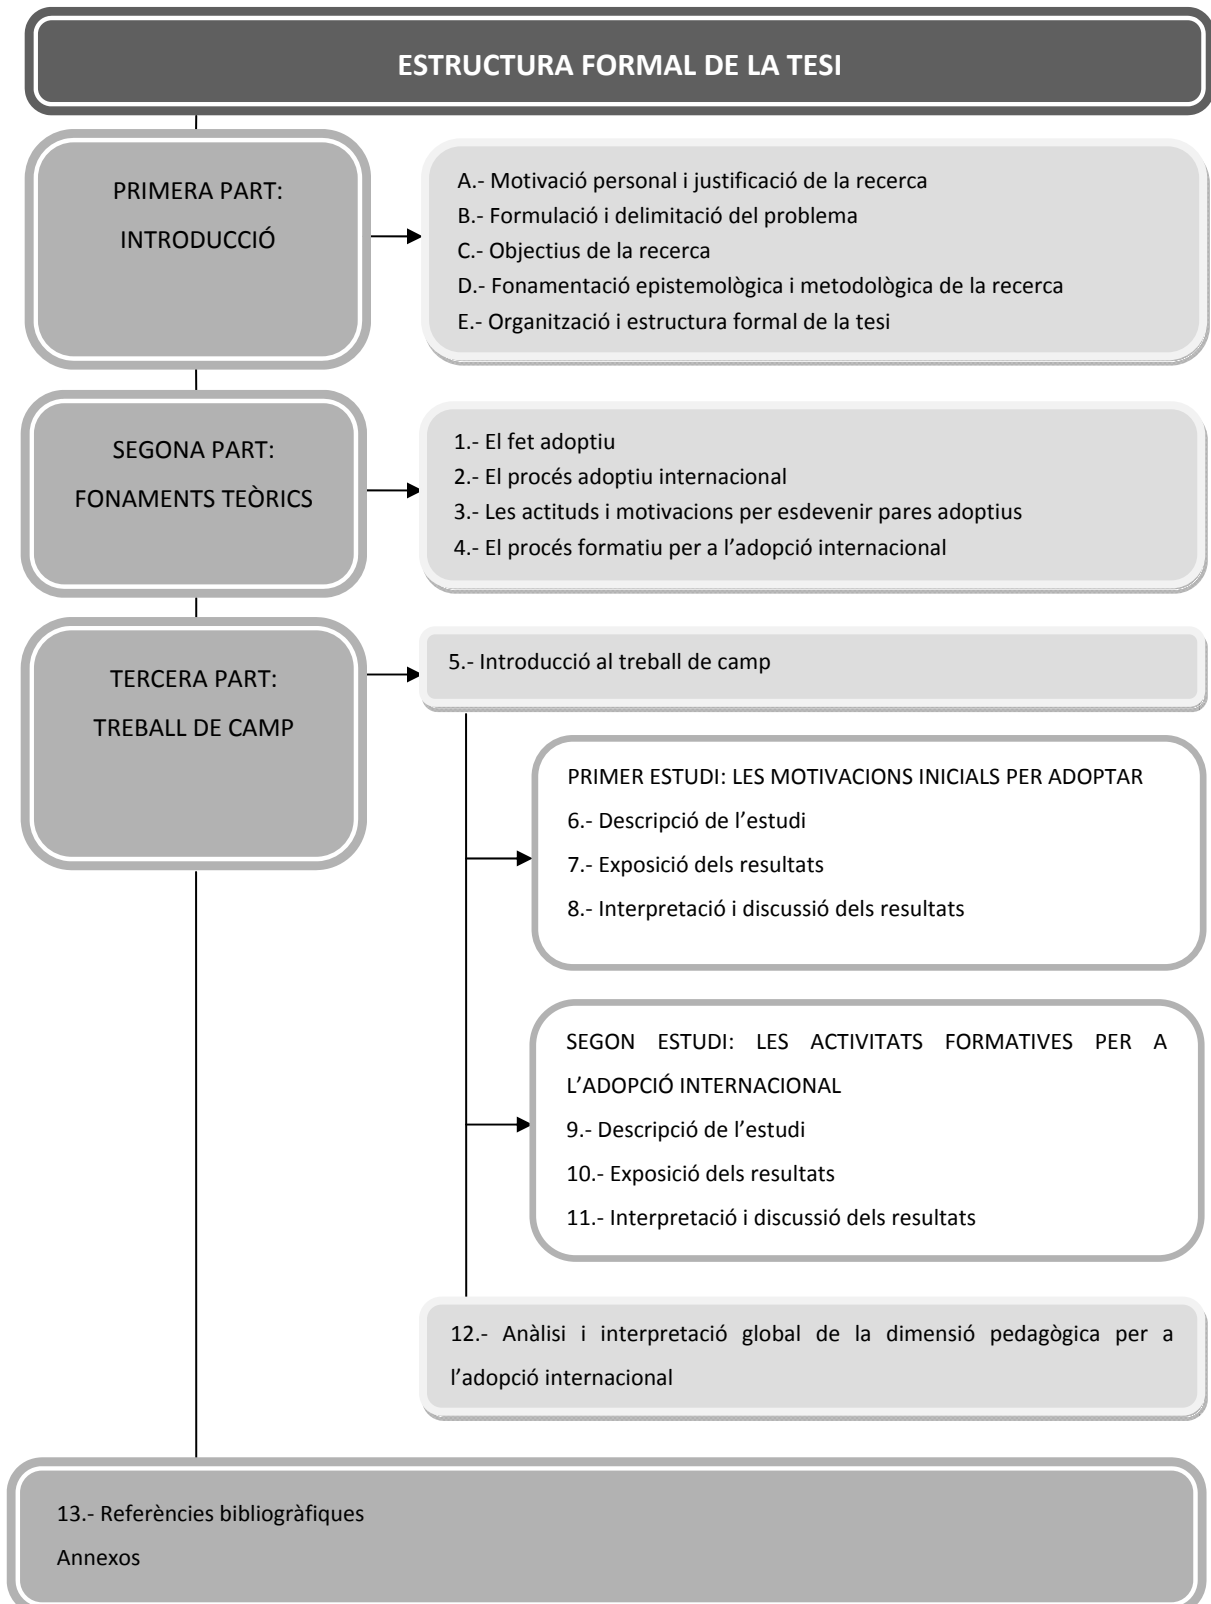 ESTRUCTURA FORMAL DE LA TESI
PRIMERA PART:
INTRODUCCIÓ
A.- Motivació personal i justificació de la recerca
B.- Formulació i delimitació del problema
C.- Objectius de la recerca
D.- Fonamentació epistemològica i metodològica de la recerca
E.- Organització i estructura formal de la tesi
SEGONA PART:
FONAMENTS TEÒRICS
1.- El fet adoptiu
2.- El procés adoptiu internacional
3.- Les actituds i motivacions per esdevenir pares adoptius
4.- El procés formatiu per a l’adopció internacional
TERCERA PART:
TREBALL DE CAMP
5.- Introducció al treball de camp
PRIMER ESTUDI: LES MOTIVACIONS INICIALS PER ADOPTAR
6.- Descripció de l’estudi
7.- Exposició dels resultats
8.- Interpretació i discussió dels resultats
SEGON ESTUDI: LES ACTIVITATS FORMATIVES PER A
L’ADOPCIÓ INTERNACIONAL
9.- Descripció de l’estudi
10.- Exposició dels resultats
11.- Interpretació i discussió dels resultats
12.- Anàlisi i interpretació global de la dimensió pedagògica per a
l’adopció internacional
13.- Referències bibliogràfiques
Annexos